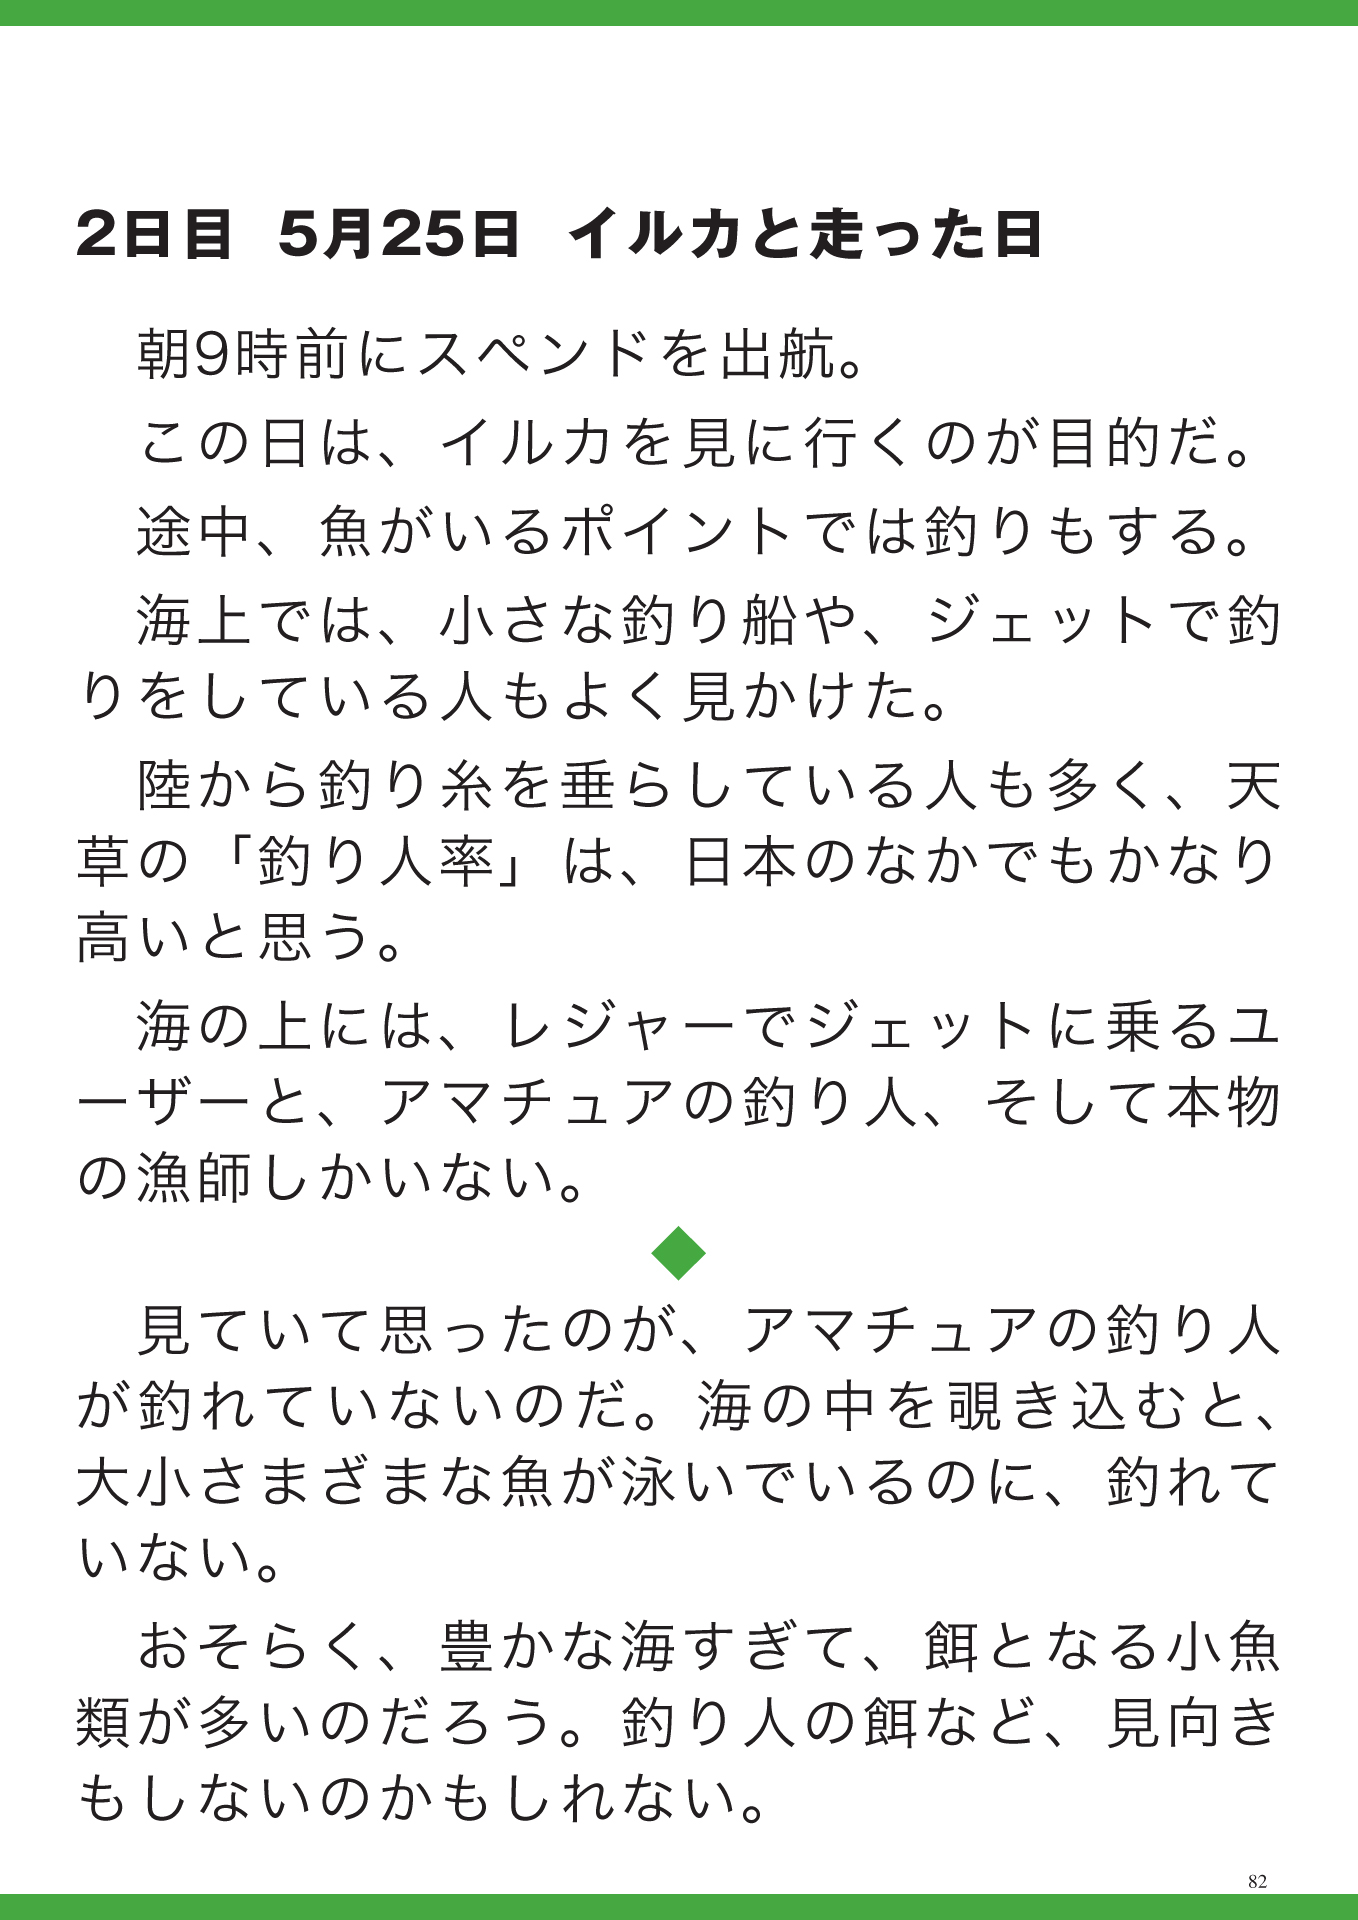 2日目 5月25日 イルカと走った日
朝9時前にスペンドを出航。
この日は、イルカを見に行くのが目的だ。
途中、魚がいるポイントでは釣りもする。
海上では、小さな釣り船や、ジェットで釣
りをしている人もよく見かけた。
陸から釣り糸を垂らしている人も多く、天
草の「釣り人率」は、日本のなかでもかなり
高いと思う。
海の上には、レジャーでジェットに乗るユ
ーザーと、アマチュアの釣り人、そして本物
の漁師しかいない。
◆
見ていて思ったのが、アマチュアの釣り人
が釣れていないのだ。海の中を覗き込むと、
大小さまざまな魚が泳いでいるのに、釣れて
いない。
おそらく、豊かな海すぎて、餌となる小魚
類が多いのだろう。釣り人の餌など、見向き
もしないのかもしれない。
82